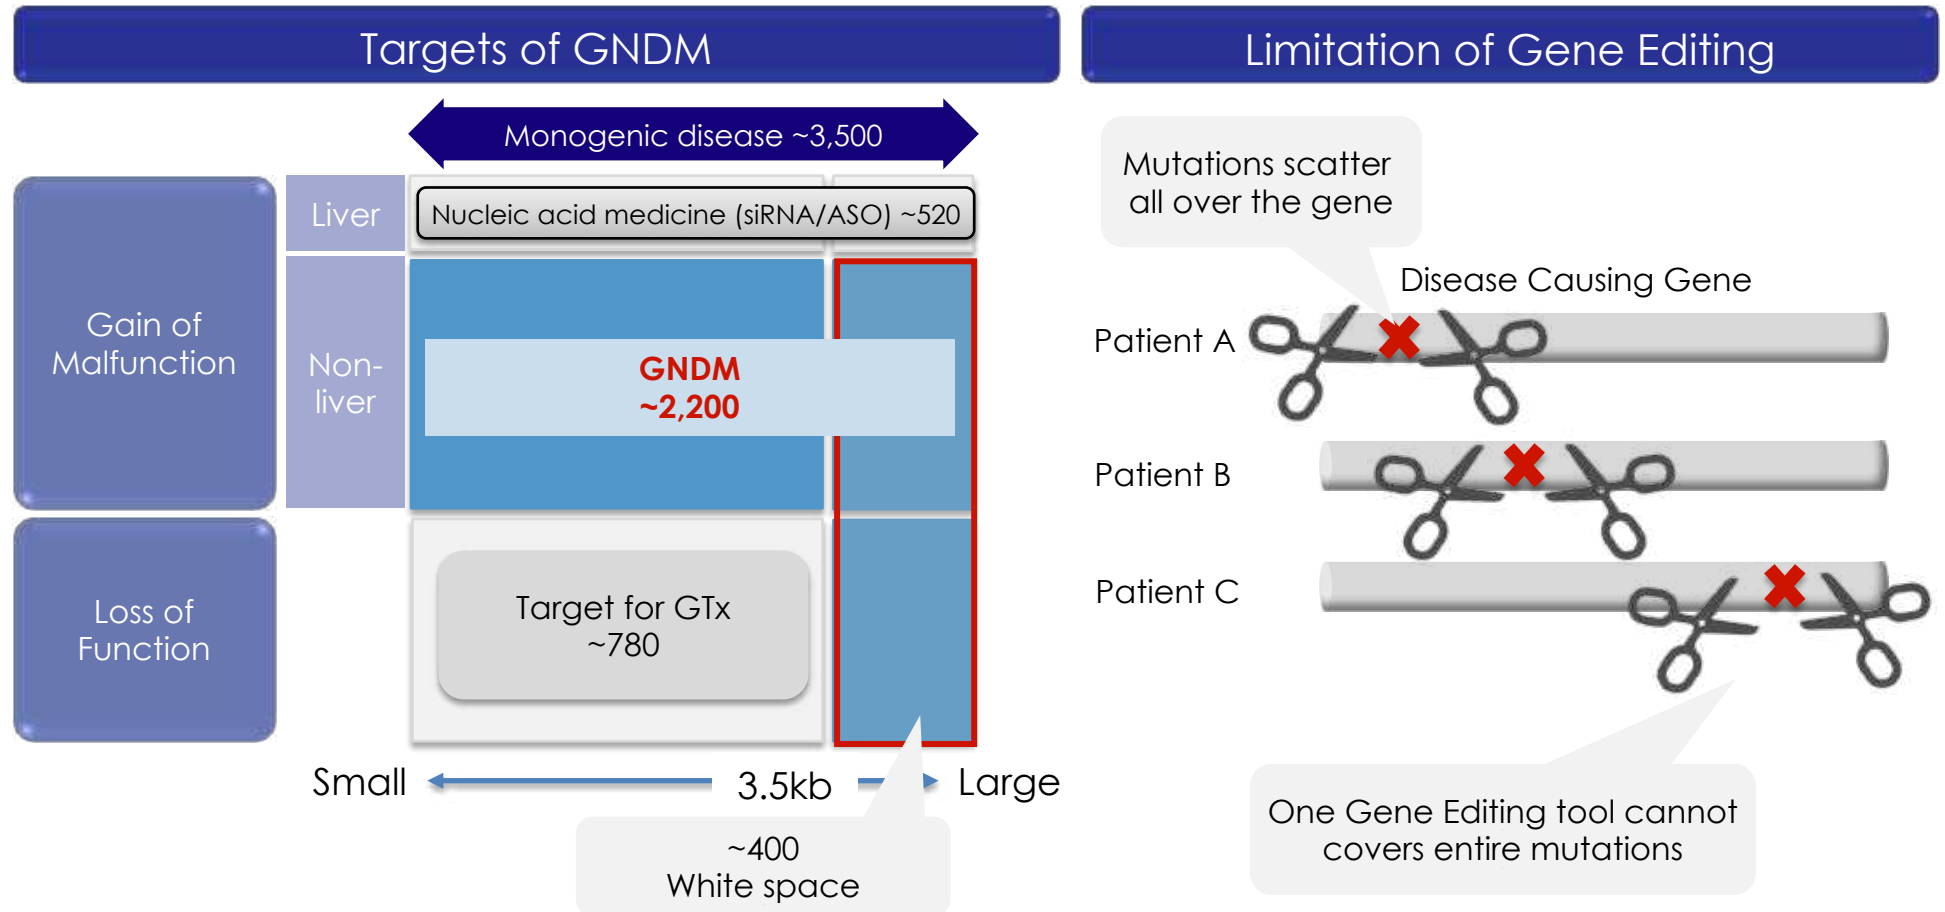 Targets of GNDM
Monogenic disease ~3,500
Gain of
Malfunction
Liver
Nucleic acid medicine (siRNA/ASO) ~520
Non-
liver
GNDM
~2,200
Loss of
Function
Target for GTx
~780
Small
3.5kb
Large
~400
White space
Limitation of Gene Editing
Mutations scatter
all over the gene
Disease Causing Gene
Patient A
Patient B
Patient C
One Gene Editing tool cannot
covers entire mutations